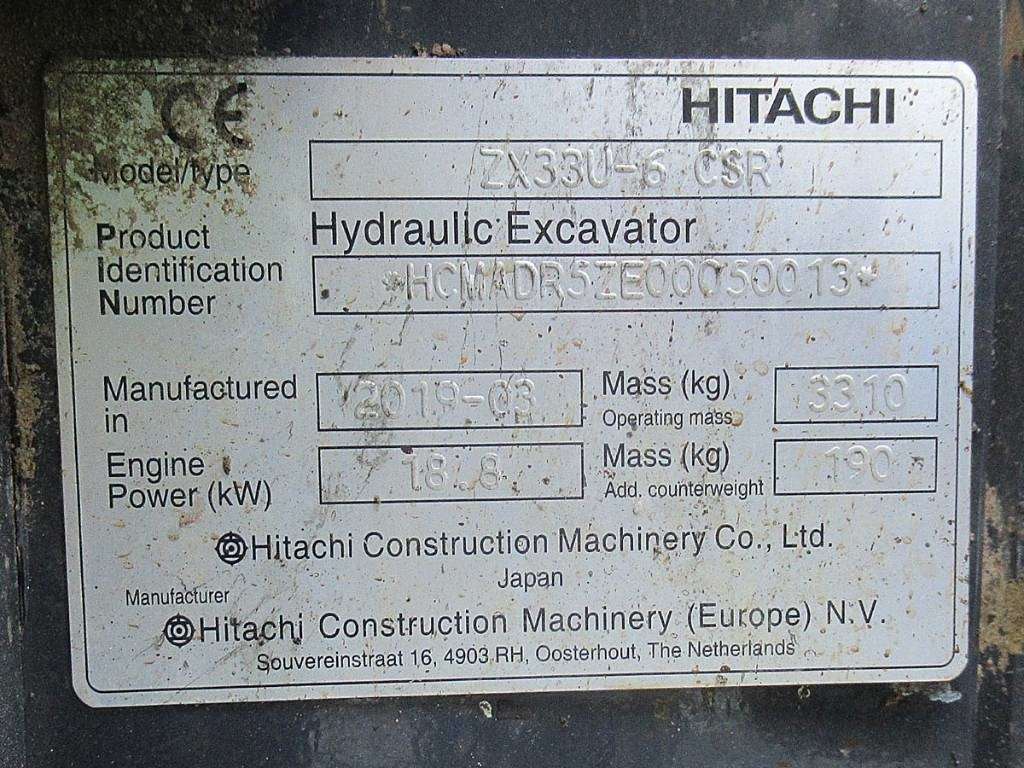 CE HITACHI
Model/type ZX33U-6 CSR
Product Hydraulic Excavator
Identification *HCMADR5ZE00050013*
Number
Manufactured 2019-03 Mass (kg) 3310
in Operating mass
Engine 18.8 Mass (kg) 190
Power (kW) Add. counterweight
Hitachi Construction Machinery Co., Ltd.
Japan
Manufacturer
Hitachi Construction Machinery (Europe) N.V.
Souvereinstraat 16, 4903 RH, Oosterhout, The Netherlands